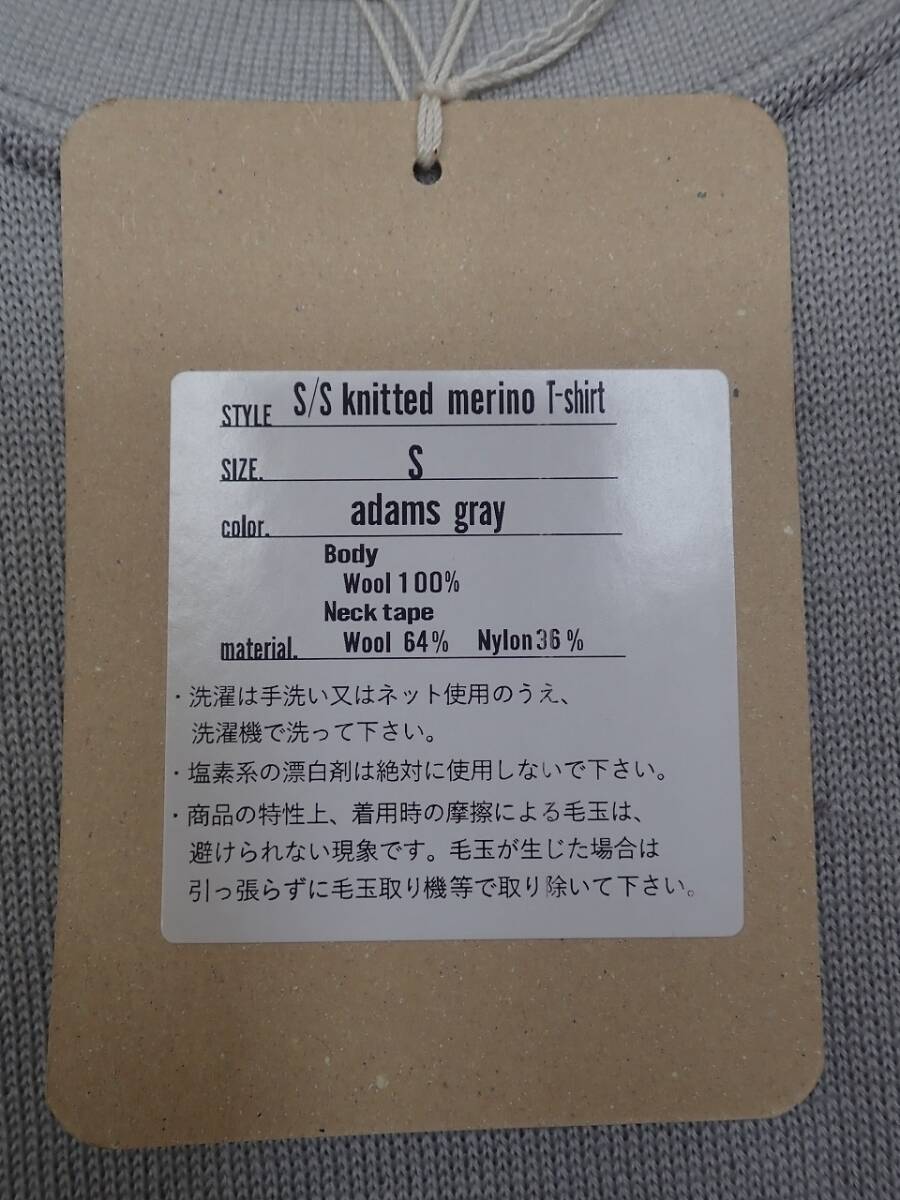 STYLE S/S knitted merino T-shirt
SIZE. S
color. adams gray
Body
Wool 100%
Neck tape
material. Wool 64% Nylon 36%
・洗濯は手洗い又はネット使用のうえ、
洗濯機で洗って下さい。
・塩素系の漂白剤は絶対に使用しないで下さい。
・商品の特性上、着用時の摩擦による毛玉は、
避けられない現象です。毛玉が生じた場合は
引っ張らずに毛玉取り機等で取り除いて下さい。